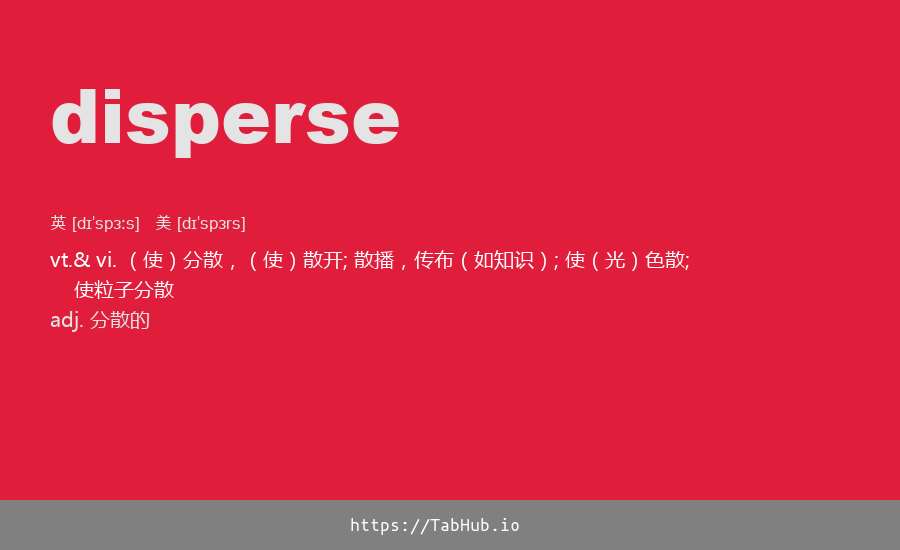 disperse
英 [dɪˈspɜːs] 美 [dɪˈspɜrs]
vt.& vi. （使）分散，（使）散开; 散播，传布（如知识）; 使（光）色散;
使粒子分散
adj. 分散的
https://TabHub.io